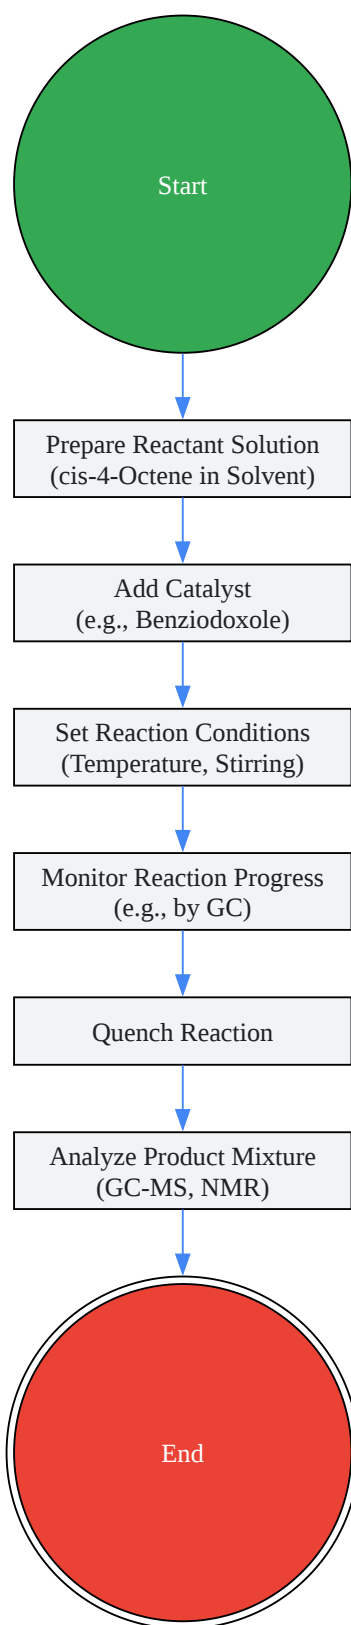 Start
Prepare Reactant Solution
(cis-4-Octene in Solvent)
Add Catalyst
(e.g., Benziodoxole)
Set Reaction Conditions
(Temperature, Stirring)
Monitor Reaction Progress
(e.g., by GC)
Quench Reaction
Analyze Product Mixture
(GC-MS, NMR)
End